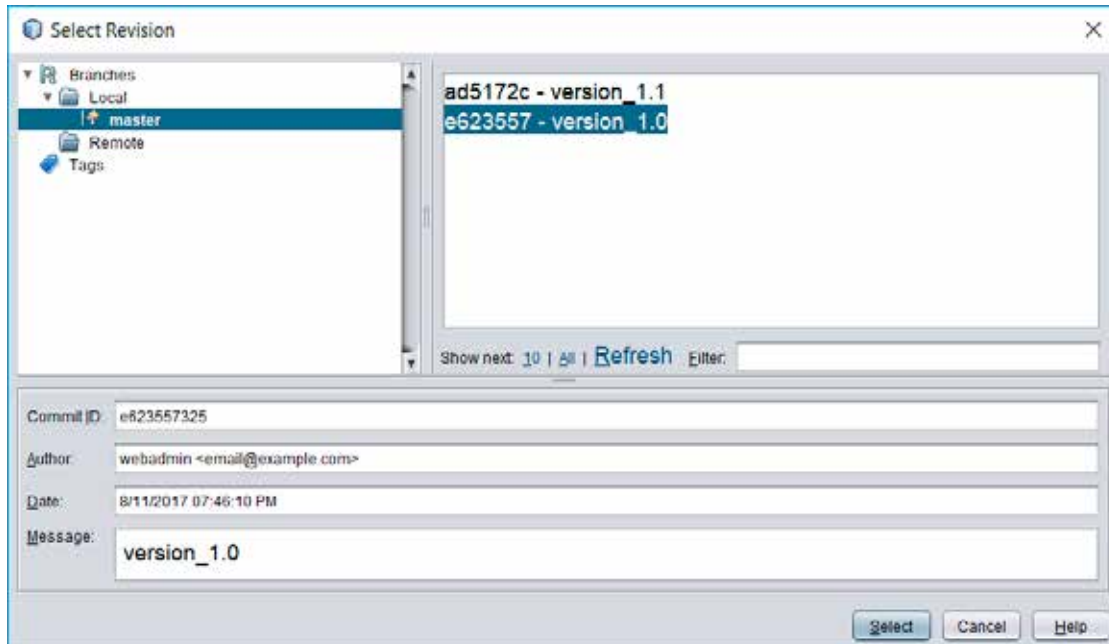 Select Revision
Branches
Local
master
Remote
Tags
ad5172c - version_1.1
e623557 - version_1.0
Show next: 10 | All | Refresh Filter:
Commit ID: e623557325
Author: webadmin <email@example.com>
Date: 8/11/2017 07:46:10 PM
Message: version_1.0
Select Cancel Help